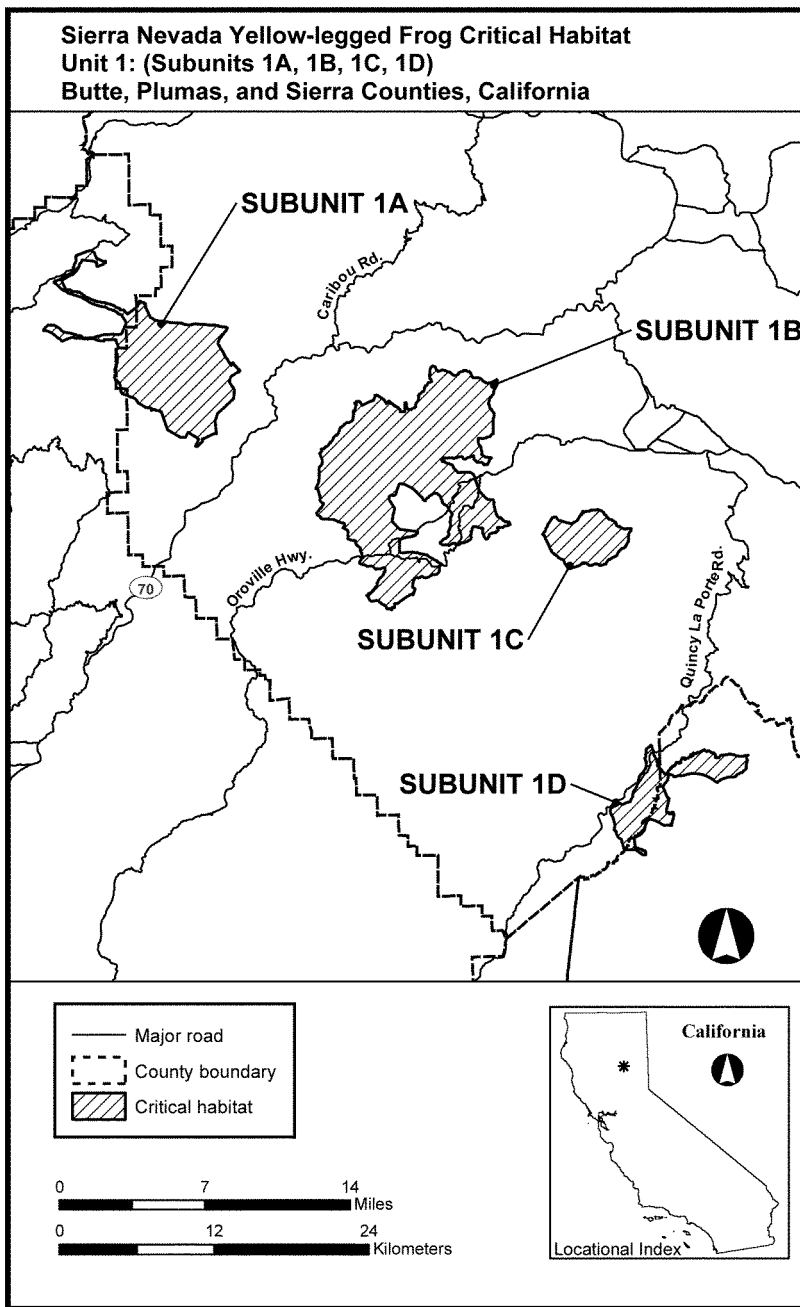 Sierra Nevada Yellow-legged Frog Critical Habitat
Unit 1: (Subunits 1A, 1B, 1C, 1D)
Butte, Plumas, and Sierra Counties, California
SUBUNIT 1A
Caribou Rd.
SUBUNIT 1B
Oroville Hwy.
70
SUBUNIT 1C
Quincy La Porte Rd.
SUBUNIT 1D
Major road
County boundary
Critical habitat
0 7 14
Miles
0 12 24
Kilometers
California
Locational Index